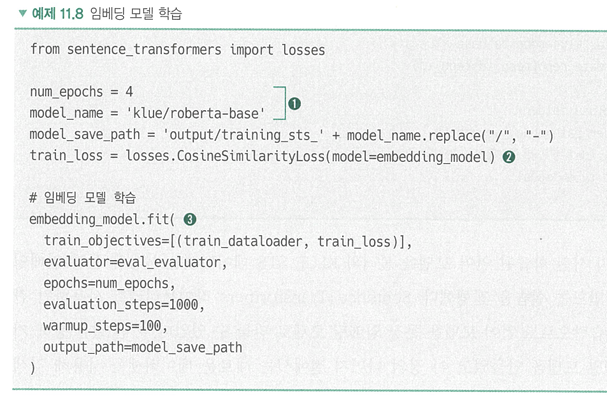 ▼ 예제 11.8 임베딩 모델 학습
from sentence_transformers import losses
num_epochs = 4
model_name = 'klue/roberta-base' ❶
model_save_path = 'output/training_sts_' + model_name.replace("/", "-")
train_loss = losses.CosineSimilarityLoss(model=embedding_model) ❷
# 임베딩 모델 학습
embedding_model.fit( ❸
train_objectives=[(train_dataloader, train_loss)],
evaluator=eval_evaluator,
epochs=num_epochs,
evaluation_steps=1000,
warmup_steps=100,
output_path=model_save_path
)